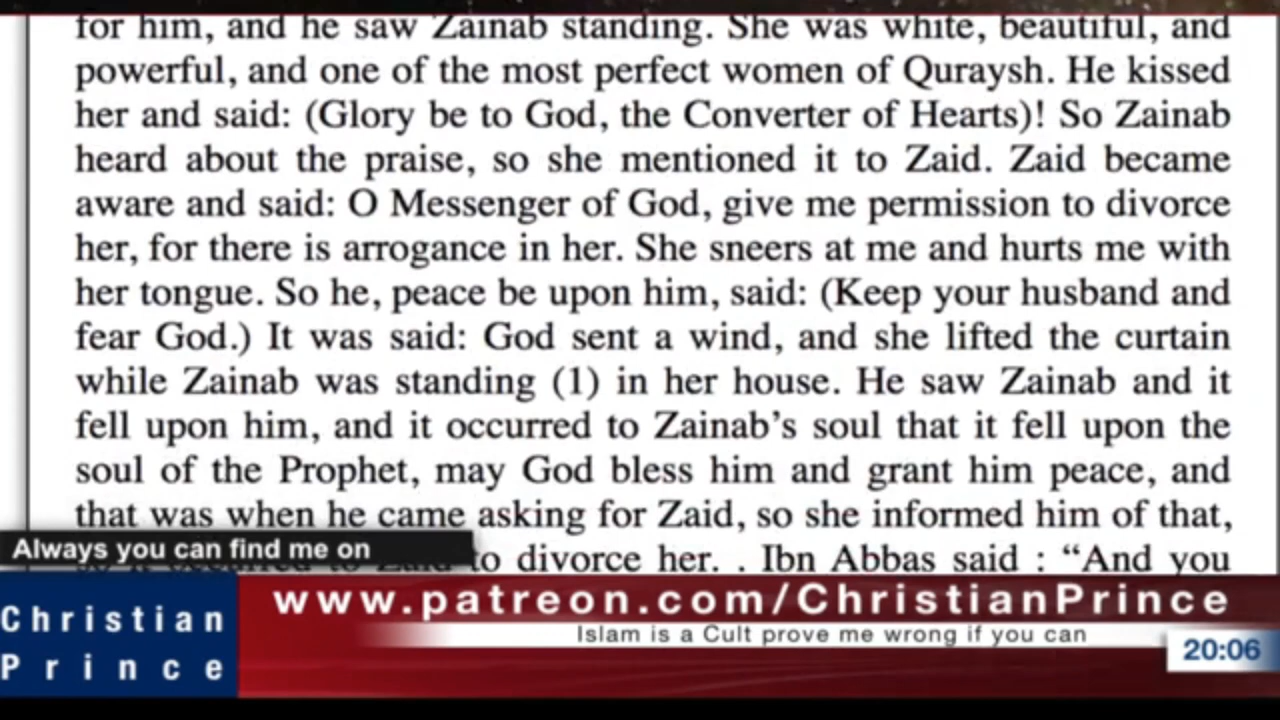 for him, and he saw Zainab standing. She was white, beautiful, and
powerful, and one of the most perfect women of Quraysh. He kissed
her and said: (Glory be to God, the Converter of Hearts)! So Zainab
heard about the praise, so she mentioned it to Zaid. Zaid became
aware and said: O Messenger of God, give me permission to divorce
her, for there is arrogance in her. She sneers at me and hurts me with
her tongue. So he, peace be upon him, said: (Keep your husband and
fear God.) It was said: God sent a wind, and she lifted the curtain
while Zainab was standing (1) in her house. He saw Zainab and it
fell upon him, and it occurred to Zainab’s soul that it fell upon the
soul of the Prophet, may God bless him and grant him peace, and
that was when he came asking for Zaid, so she informed him of that,
to divorce her. . Ibn Abbas said : “And you
Always you can find me on
www.patreon.com/ChristianPrince
Islam is a Cult prove me wrong if you can
Christian
Prince
20:06